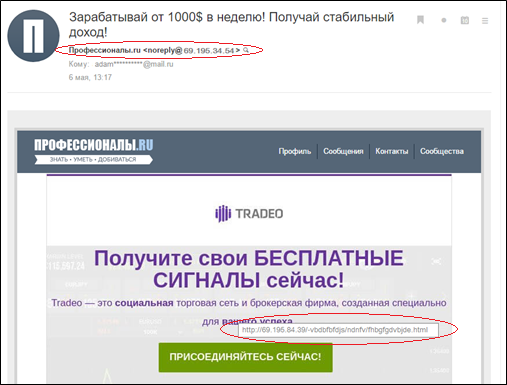 Зарабатывай от 1000$ в неделю! Получай стабильный
доход!
Профессионалы.ru <noreply@ 69.195.34.54 >
Кому: adam**********@mail.ru
6 мая, 13:17
ПРОФЕССИОНАЛЫ.RU
ЗНАТЬ • УМЕТЬ • ДОБИВАТЬСЯ
Профиль Сообщения Контакты Сообщества
TRADEO
Получите свои БЕСПЛАТНЫЕ
СИГНАЛЫ сейчас!
Tradeo — это социальная торговая сеть и брокерская фирма, созданная специально
для вашего успеха
http://69.195.84.39/-vbdbfbfdjs/ndnfv/fhbgfgdvbjde.html
ПРИСОЕДИНЯЙТЕСЬ СЕЙЧАС!